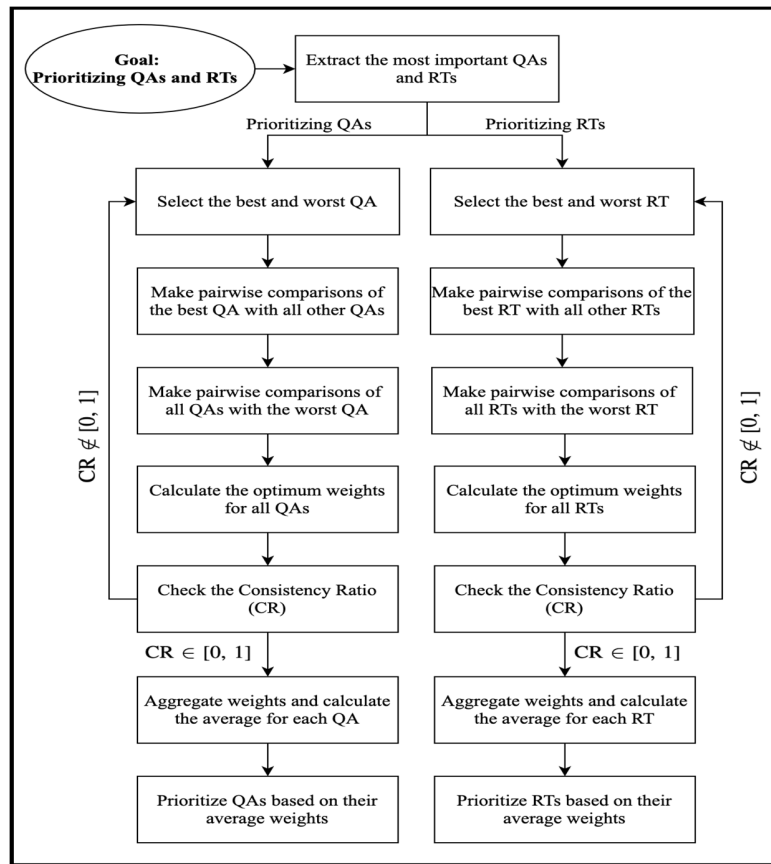 Goal:
Prioritizing QAs and RTs
Extract the most important QAs
and RTs
Prioritizing QAs
Prioritizing RTs
Select the best and worst QA
Make pairwise comparisons of
the best QA with all other QAs
Make pairwise comparisons of
all QAs with the worst QA
Calculate the optimum weights
for all QAs
Check the Consistency Ratio
(CR)
CR ∉ [0, 1]
CR ∈ [0, 1]
Aggregate weights and calculate
the average for each QA
Prioritize QAs based on their
average weights
Select the best and worst RT
Make pairwise comparisons of the
best RT with all other RTs
Make pairwise comparisons of
all RTs with the worst RT
Calculate the optimum weights
for all RTs
Check the Consistency Ratio
(CR)
CR ∉ [0, 1]
CR ∈ [0, 1]
Aggregate weights and calculate
the average for each RT
Prioritize RTs based on their
average weights